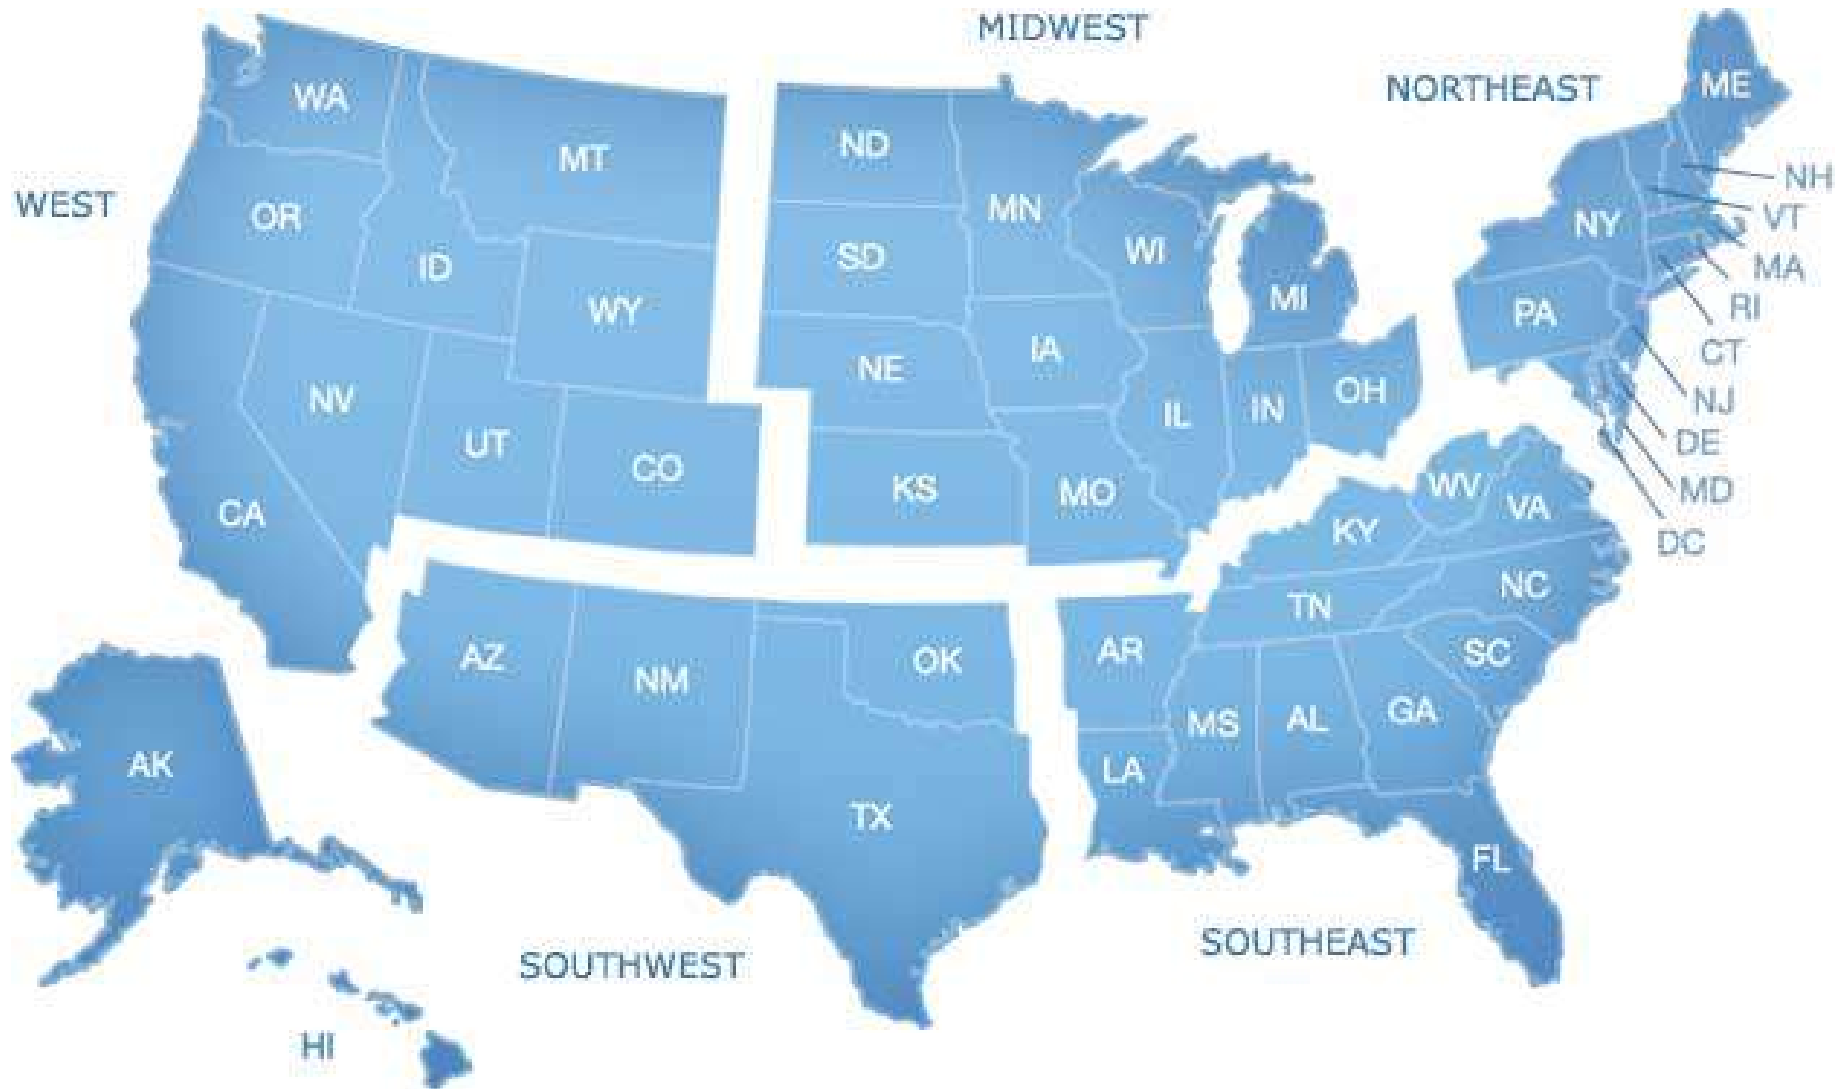 MIDWEST
NORTHEAST
ME
WA
MT
ND
NH
WEST
OR
MN
NY
VT
ID
SD
WI
MA
WY
MI
RI
PA
NE
IA
CT
NV
UT
CO
IL
IN
OH
NJ
DE
CA
KS
MO
WV
VA
MD
KY
DC
AZ
NM
OK
AR
TN
NC
SC
MS
AL
GA
AK
TX
LA
FL
SOUTHWEST
SOUTHEAST
HI